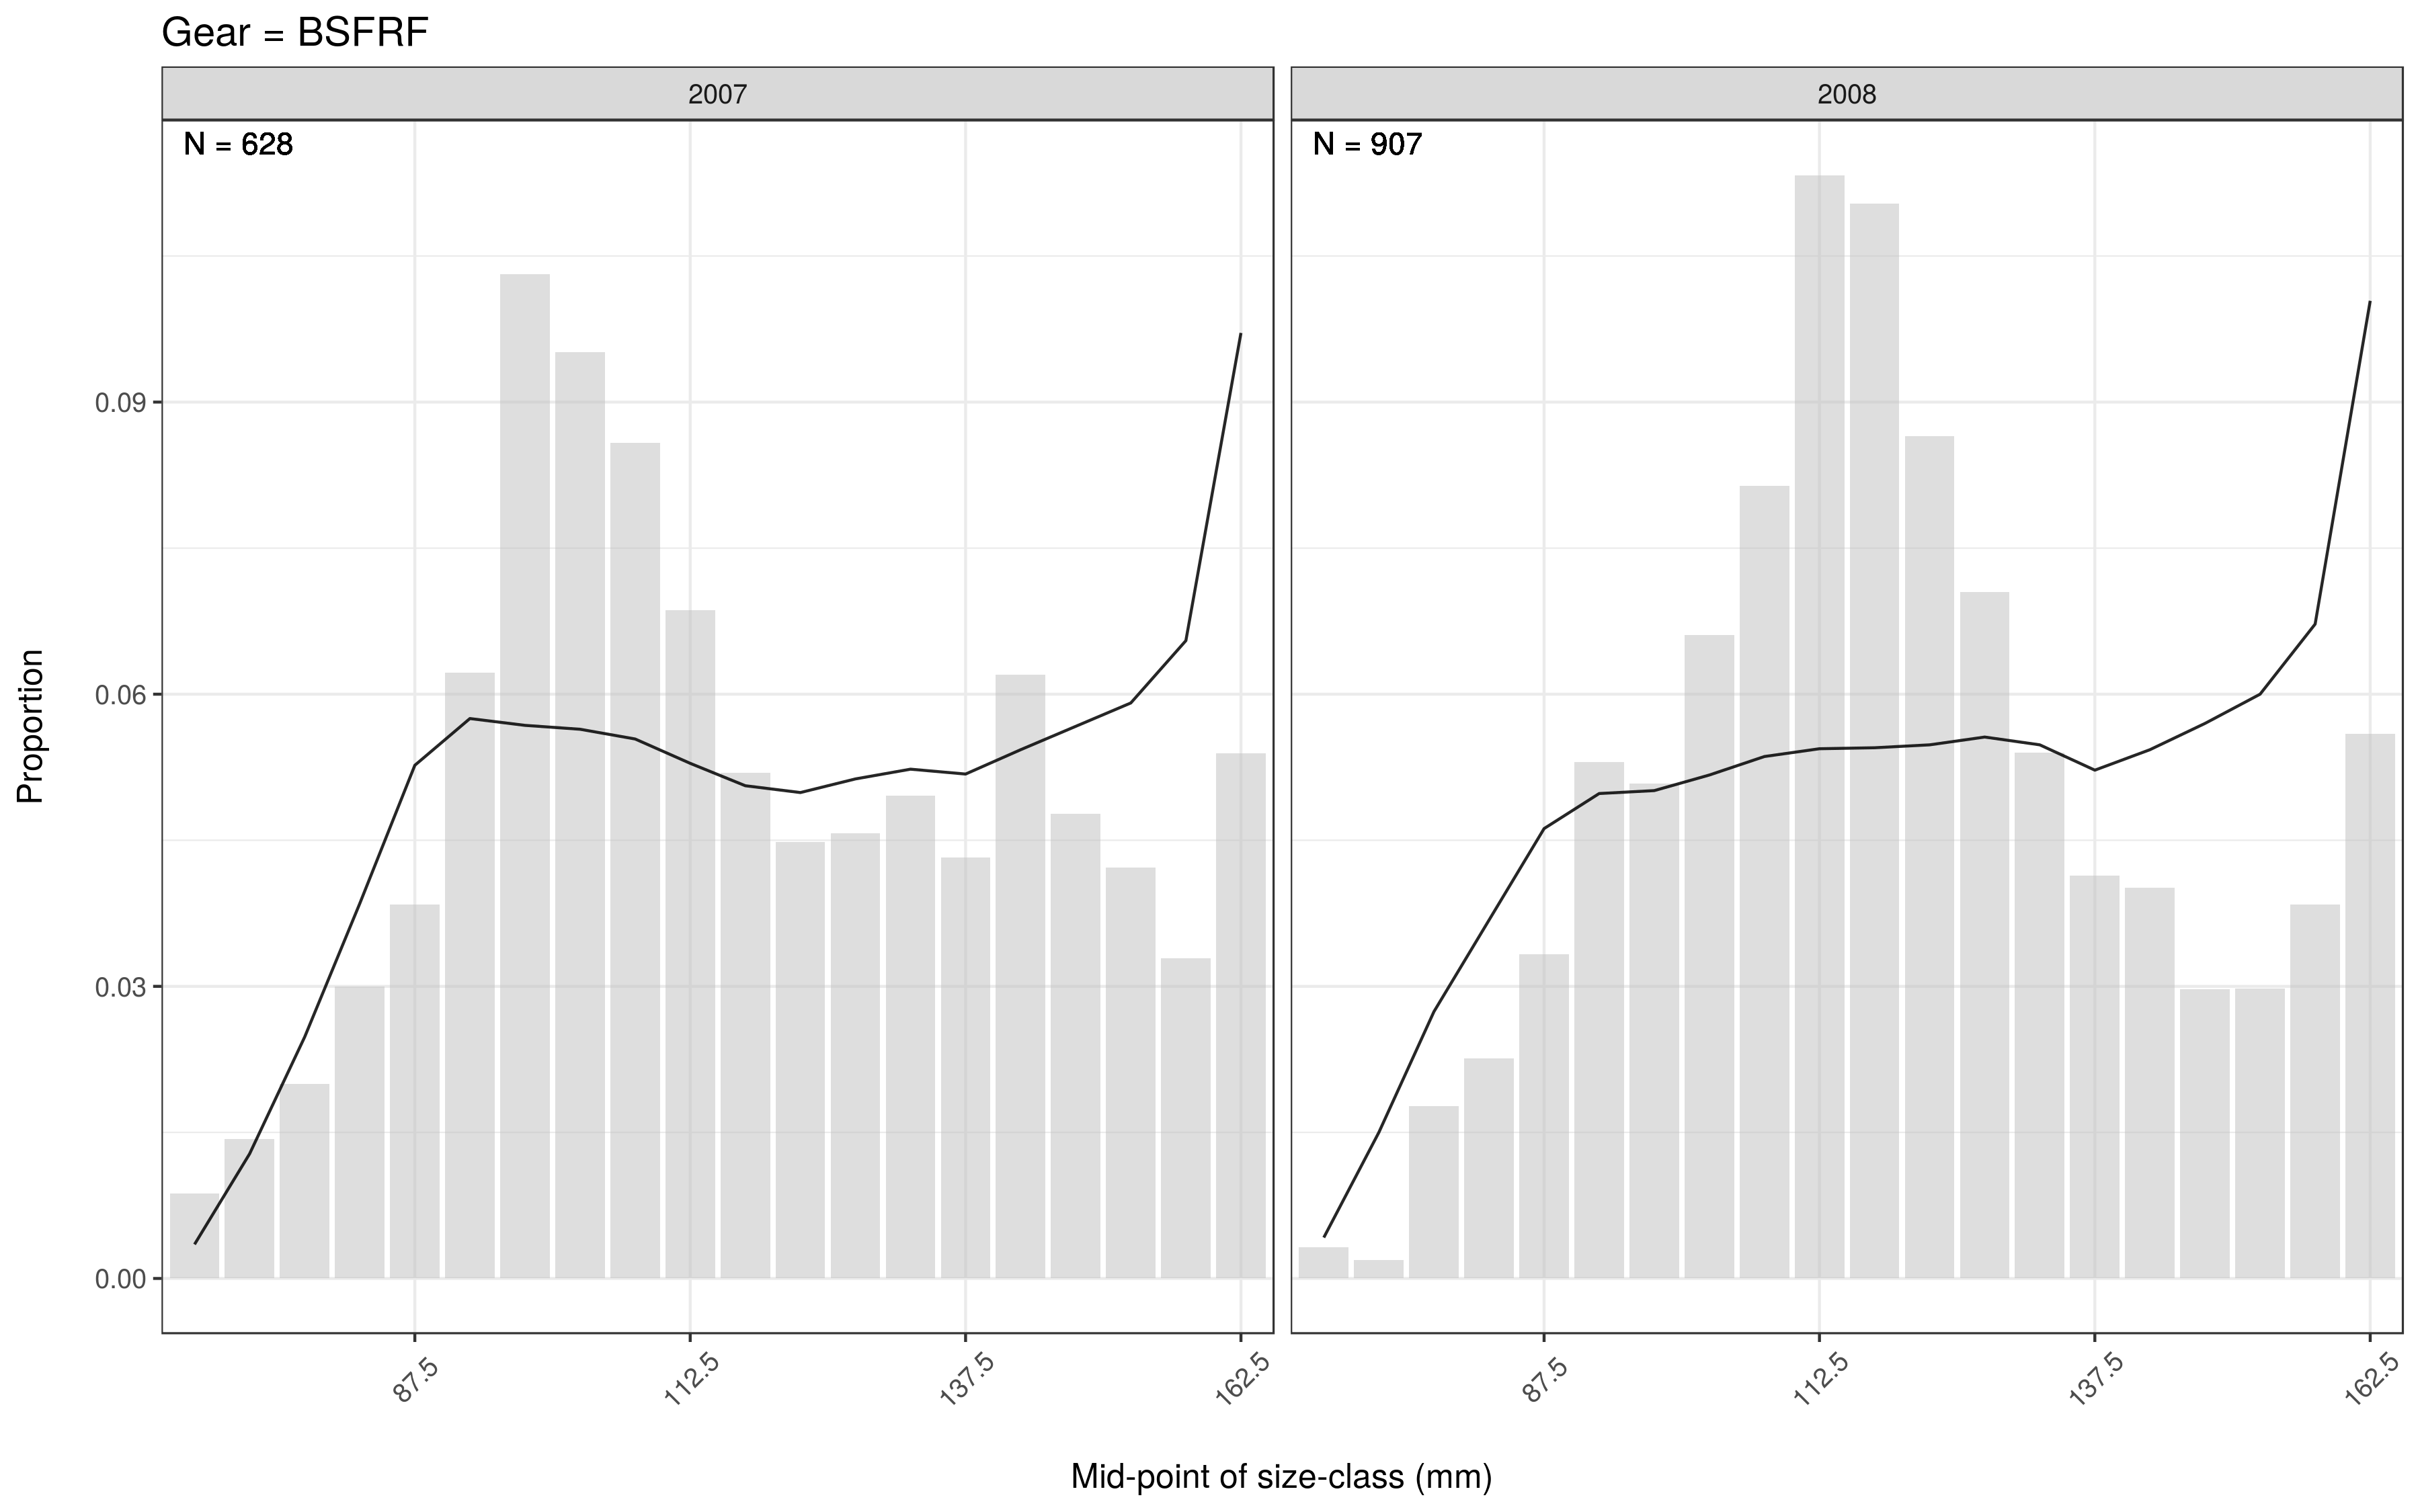 Gear = BSFRF
2007
2008
N = 628
N = 907
0.09
0.06
0.03
0.00
Proportion
87.5
112.5
137.5
162.5
87.5
112.5
137.5
162.5
Mid-point of size-class (mm)